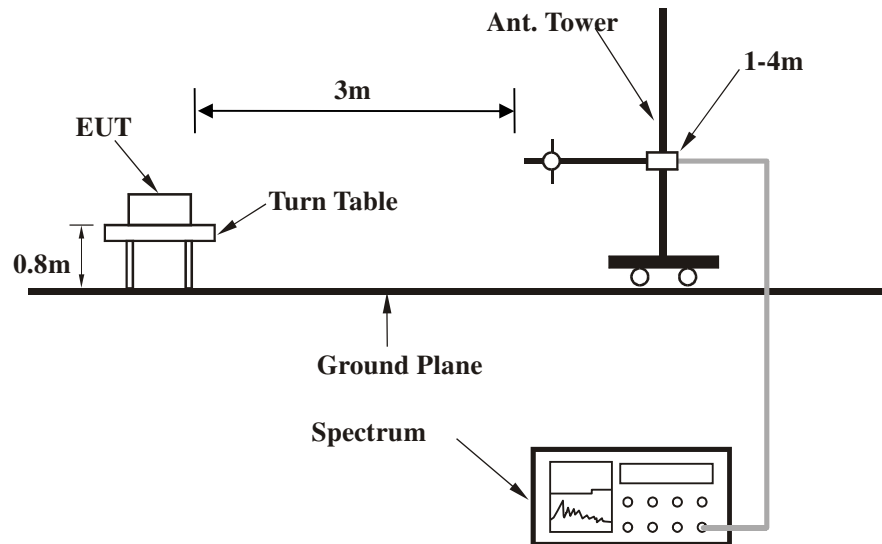 Ant. Tower
1-4m
3m
EUT
Turn Table
0.8m
Ground Plane
Spectrum